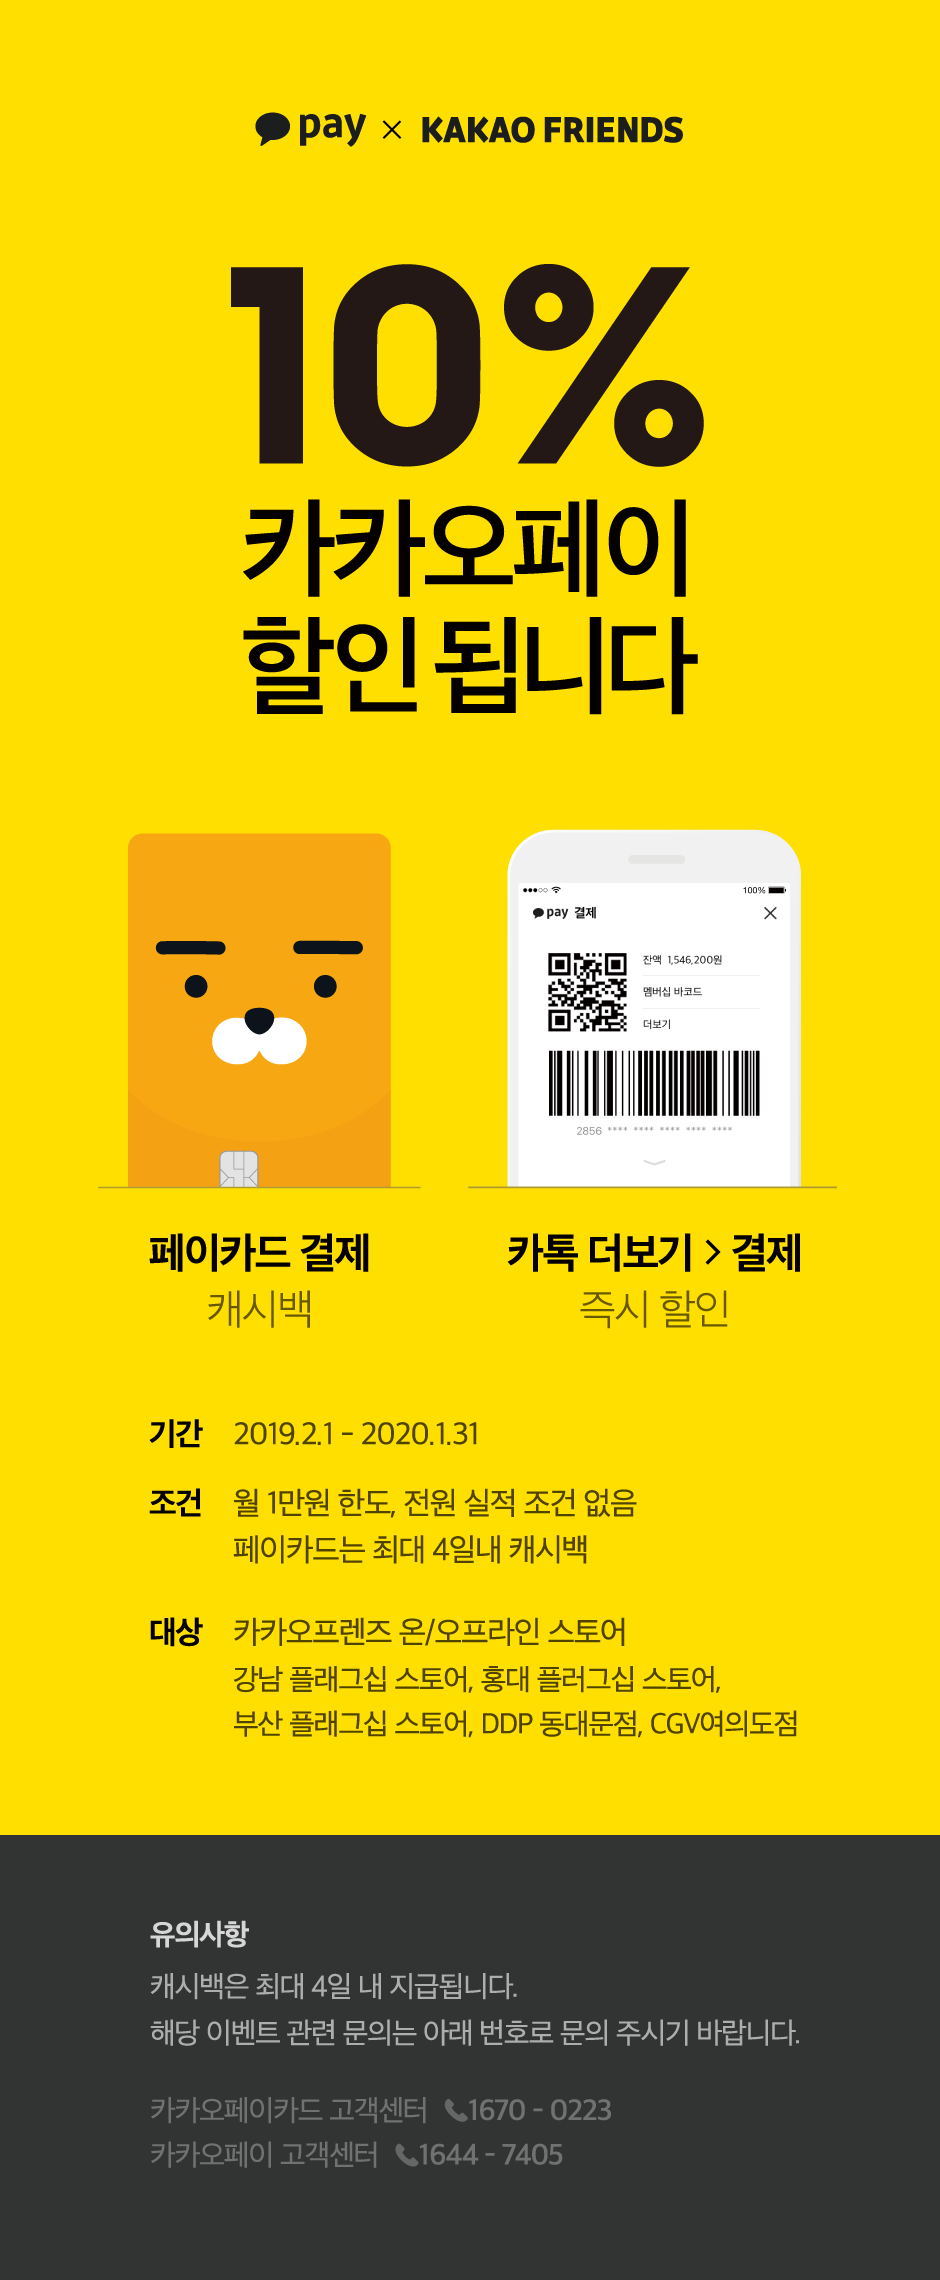 pay × KAKAO FRIENDS
10%
카카오페이
할인 됩니다
100%
pay 결제
잔액 1,546,200원
멤버십 바코드
더보기
2856 **** **** **** **** ****
페이카드 결제
캐시백
카톡 더보기 > 결제
즉시 할인
기간 2019.2.1 - 2020.1.31
조건 월 1만원 한도, 전원 실적 조건 없음
페이카드는 최대 4일내 캐시백
대상 카카오프렌즈 온/오프라인 스토어
강남 플래그십 스토어, 홍대 플러그십 스토어,
부산 플래그십 스토어, DDP 동대문점, CGV여의도점
유의사항
캐시백은 최대 4일 내 지급됩니다.
해당 이벤트 관련 문의는 아래 번호로 문의 주시기 바랍니다.
카카오페이카드 고객센터 1670 - 0223
카카오페이 고객센터 1644 - 7405